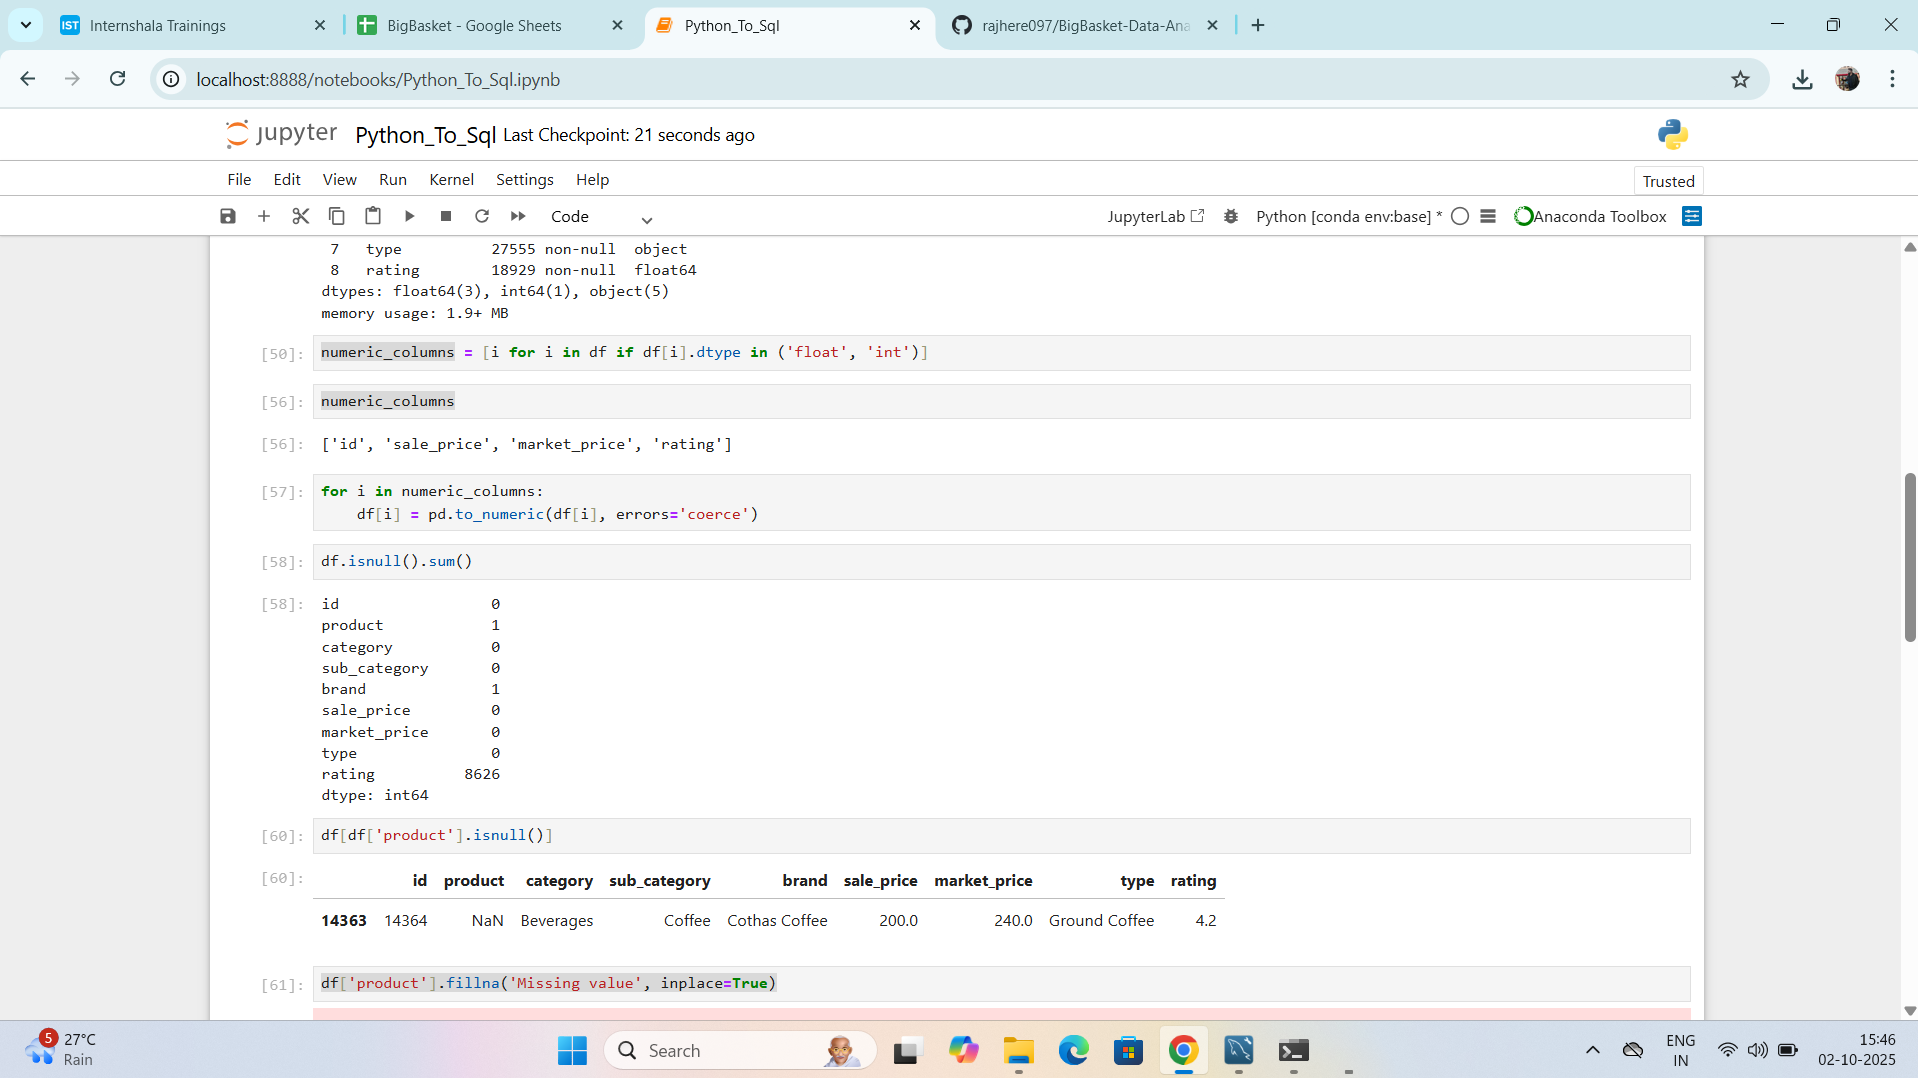 Internshala Trainings
BigBasket - Google Sheets
Python_To_Sql
rajhere097/BigBasket-Data-Ana
localhost:8888/notebooks/Python_To_Sql.ipynb
jupyter Python_To_Sql Last Checkpoint: 21 seconds ago
File Edit View Run Kernel Settings Help
Trusted
Code
JupyterLab
Python [conda env:base] *
Anaconda Toolbox
7 type 27555 non-null object
8 rating 18929 non-null float64
dtypes: float64(3), int64(1), object(5)
memory usage: 1.9+ MB
[50]: numeric_columns = [i for i in df if df[i].dtype in ('float', 'int')]
[56]: numeric_columns
[56]: ['id', 'sale_price', 'market_price', 'rating']
[57]: for i in numeric_columns:
df[i] = pd.to_numeric(df[i], errors='coerce')
[58]: df.isnull().sum()
[58]: id 0
product 1
category 0
sub_category 0
brand 1
sale_price 0
market_price 0
type 0
rating 8626
dtype: int64
[60]: df[df['product'].isnull()]
[60]: id product category sub_category brand sale_price market_price type rating
14363 14364 NaN Beverages Coffee Cothas Coffee 200.0 240.0 Ground Coffee 4.2
[61]: df['product'].fillna('Missing value', inplace=True)
5
27°C
Rain
Search
ENG
IN
15:46
02-10-2025
IST